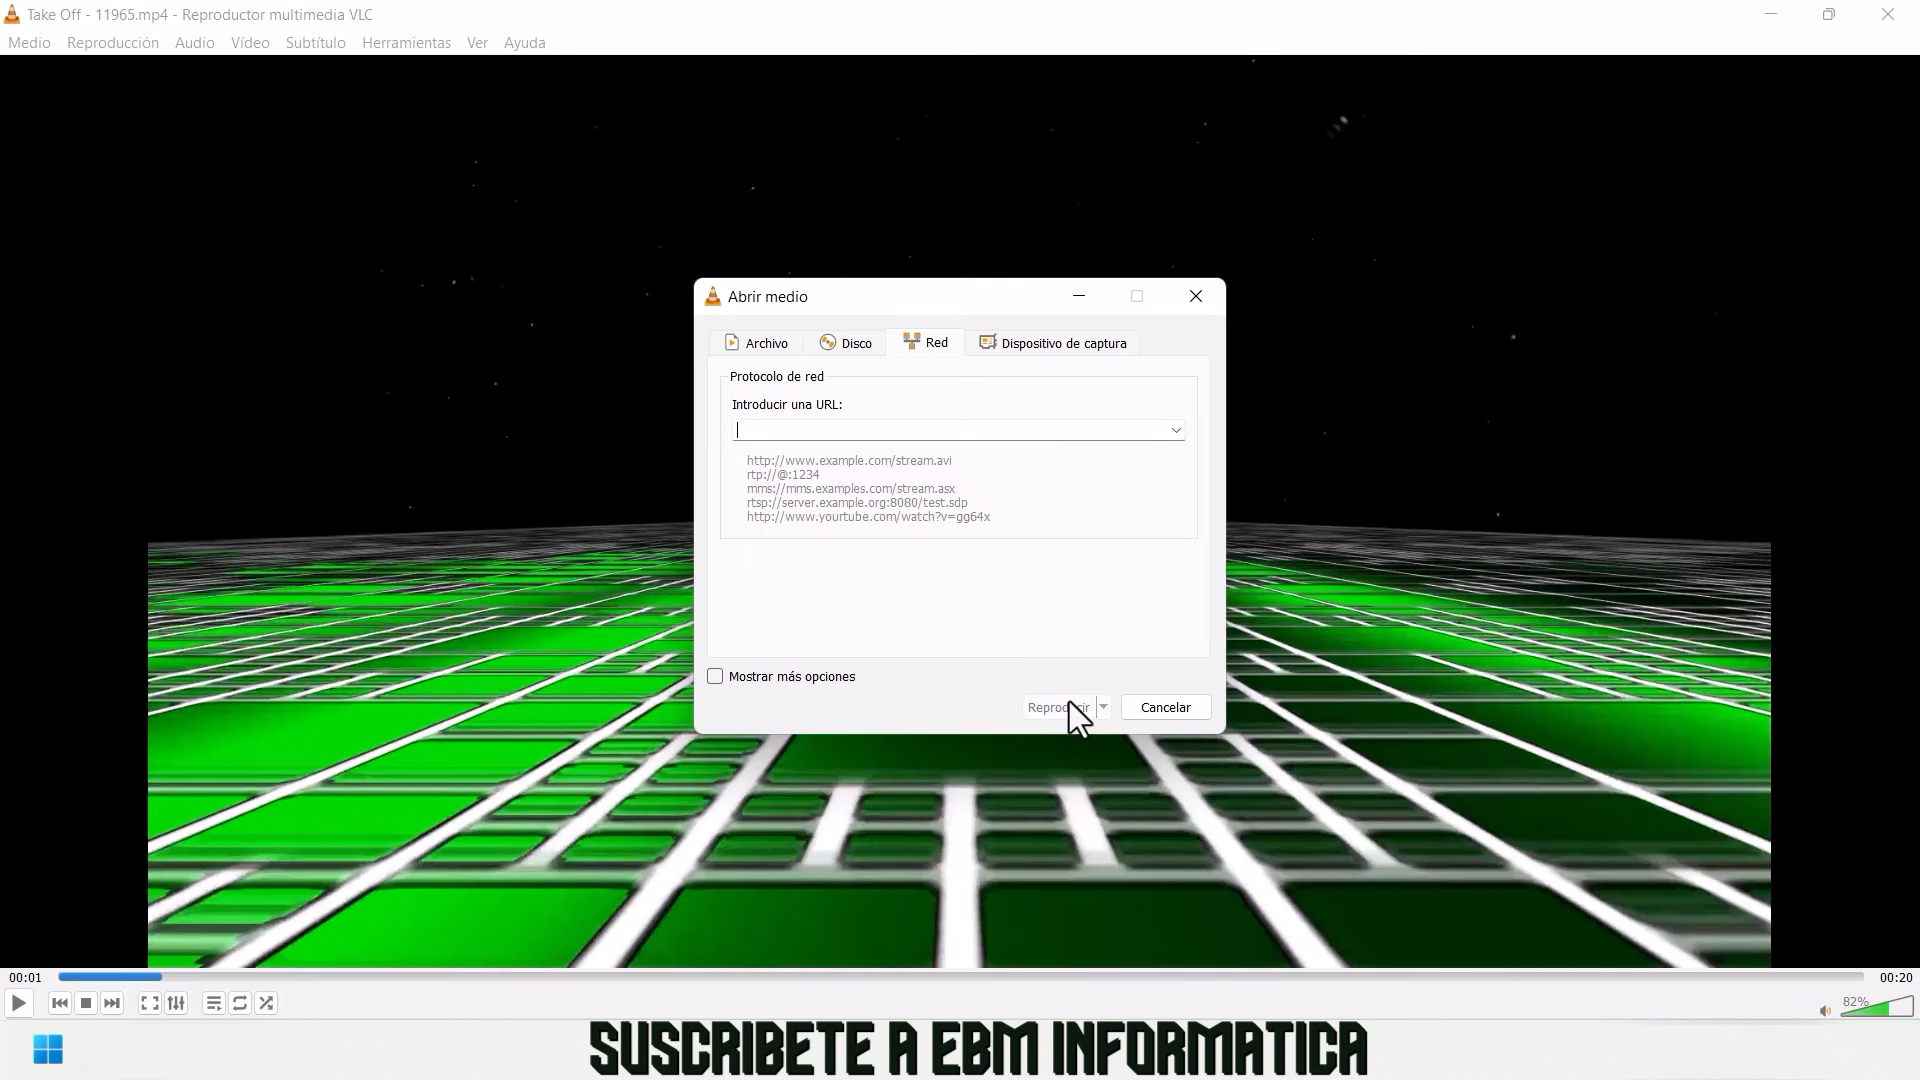 Take Off - 11965.mp4 - Reproductor multimedia VLC
Medio Reproducción Audio Vídeo Subtítulo Herramientas Ver Ayuda
Abrir medio
Archivo Disco Red Dispositivo de captura
Protocolo de red
Introducir una URL:
http://www.example.com/stream.avi
rtp://@:1234
mms://mms.examples.com/stream.asx
rtsp://server.example.org:8080/test.sdp
http://www.yourtube.com/watch?v=gg64x
Mostrar más opciones
Reproducir Cancelar
00:01 00:20
82%
SUSCRIBETE A EBM INFORMATICA